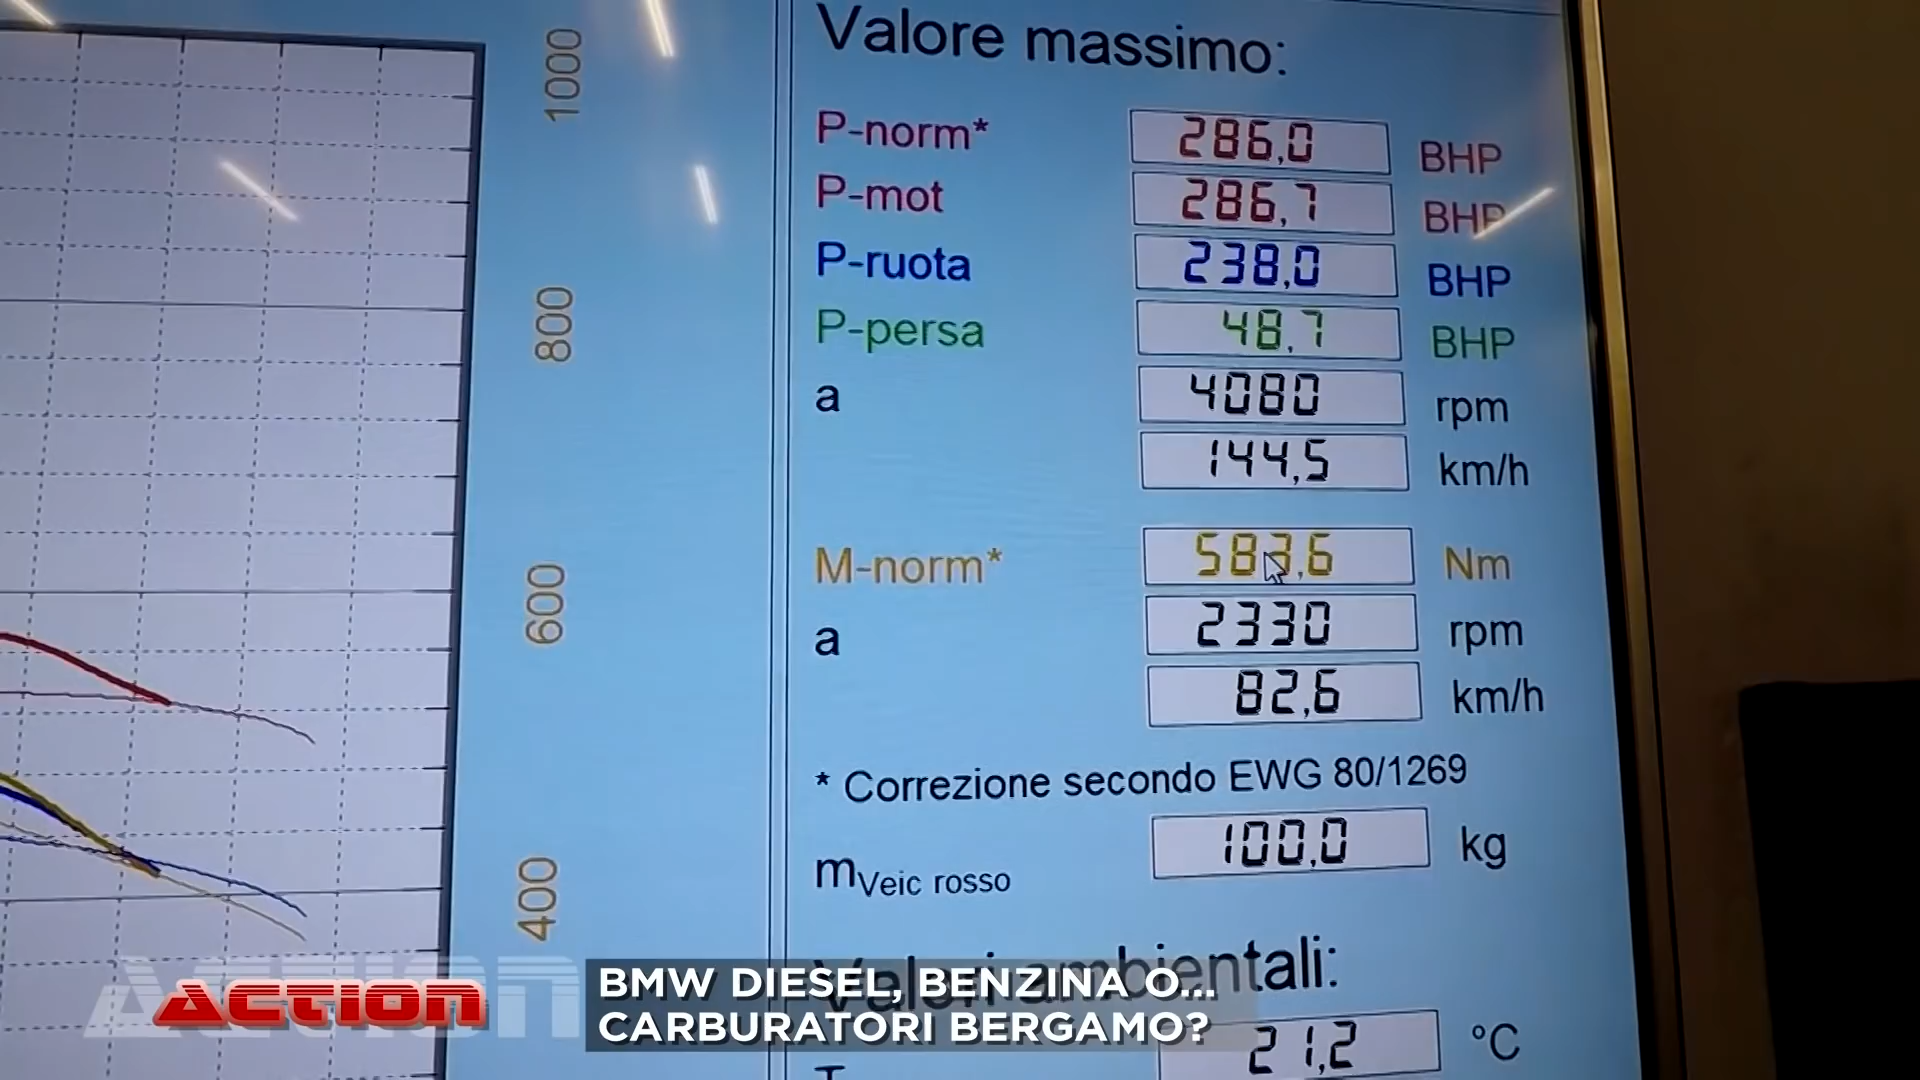 Valore massimo:
P-norm* 286,0 BHP
P-mot 286,7 BHP
P-ruota 238,0 BHP
P-persa 48,7 BHP
a 4080 rpm
144,5 km/h
M-norm* 583,6 Nm
a 2330 rpm
82,6 km/h
* Correzione secondo EWG 80/1269
mVeic rosso 100,0 kg
Valori ambientali:
21,2 °C
1000
800
600
400
ACTION
BMW DIESEL, BENZINA O...
CARBURATORI BERGAMO?